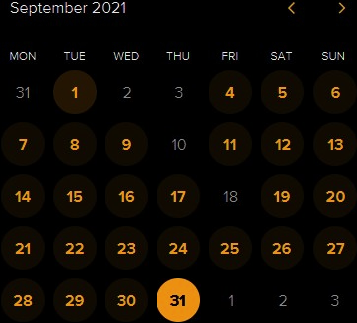 September 2021
MON TUE WED THU FRI SAT SUN
31 1 2 3 4 5 6
7 8 9 10 11 12 13
14 15 16 17 18 19 20
21 22 23 24 25 26 27
28 29 30 31 1 2 3